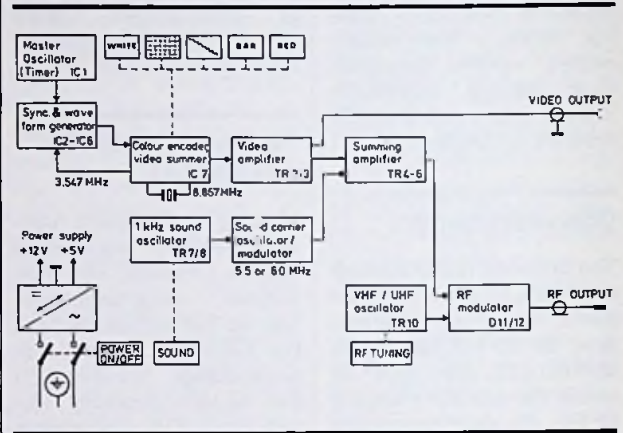 Master
Oscillator
(Timer) IC1
WHITE
BAR
RED
VIDEO OUTPUT
Sync. & wave
form generator
IC2-IC6
Colour encoder
video summer
IC7
Video
amplifier
Summing
amplifier
TR4-6
3.547 MHz
8.857MHz
1 kHz sound
oscillator
TR7/8
Sound carrier
oscillator/
modulator
5.5 or 6.0 MHz
Power supply
+12V +5V
VHF / UHF
oscillator
TR10
RF
modulator
D11/12
RF OUTPUT
POWER
ON/OFF
SOUND
RF TUNING